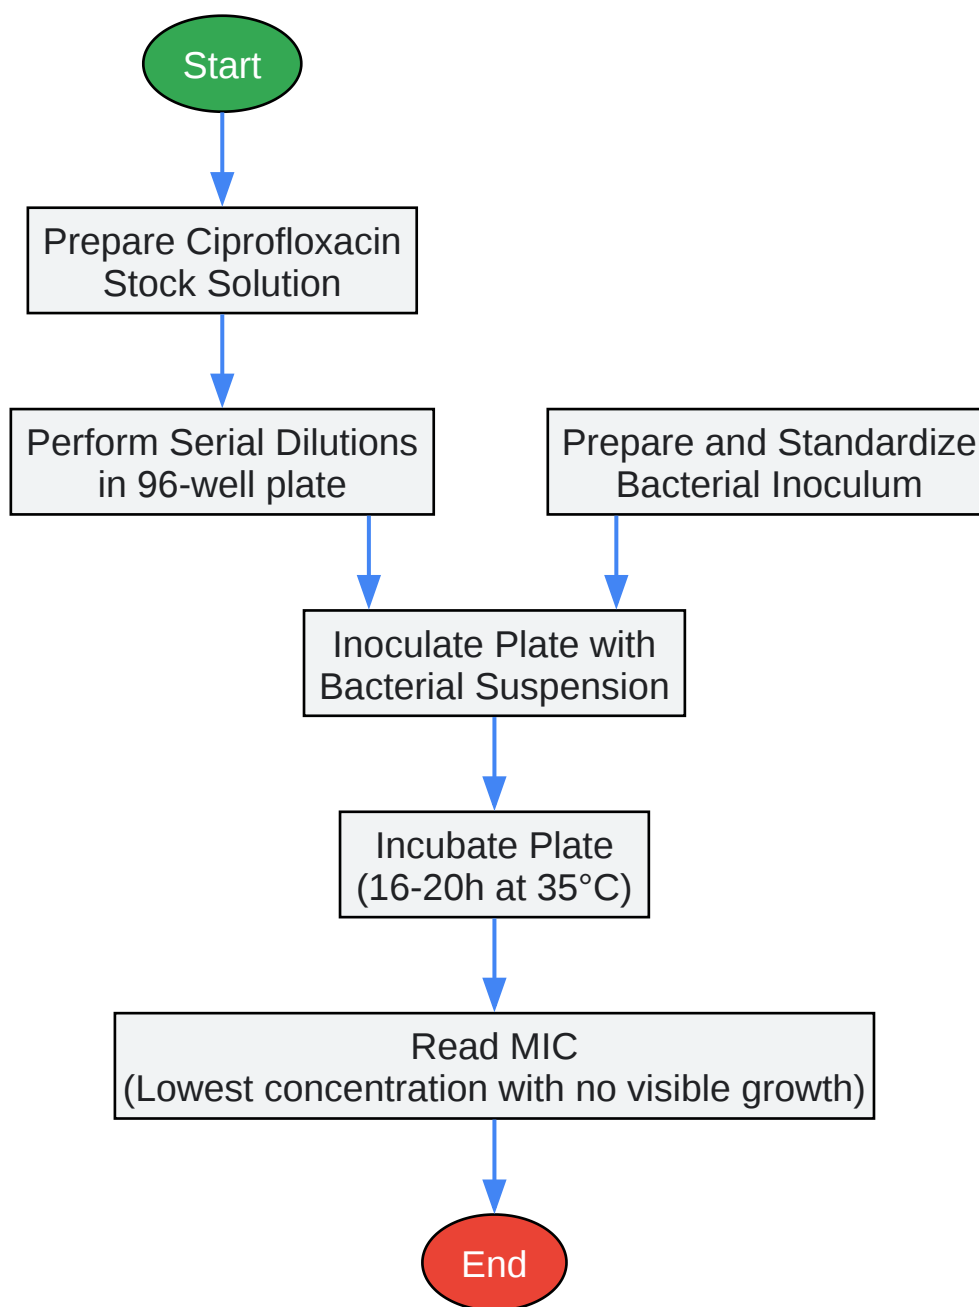 Start
Prepare Ciprofloxacin
Stock Solution
Perform Serial Dilutions
in 96-well plate
Prepare and Standardize
Bacterial Inoculum
Inoculate Plate with
Bacterial Suspension
Incubate Plate
(16-20h at 35°C)
Read MIC
(Lowest concentration with no visible growth)
End